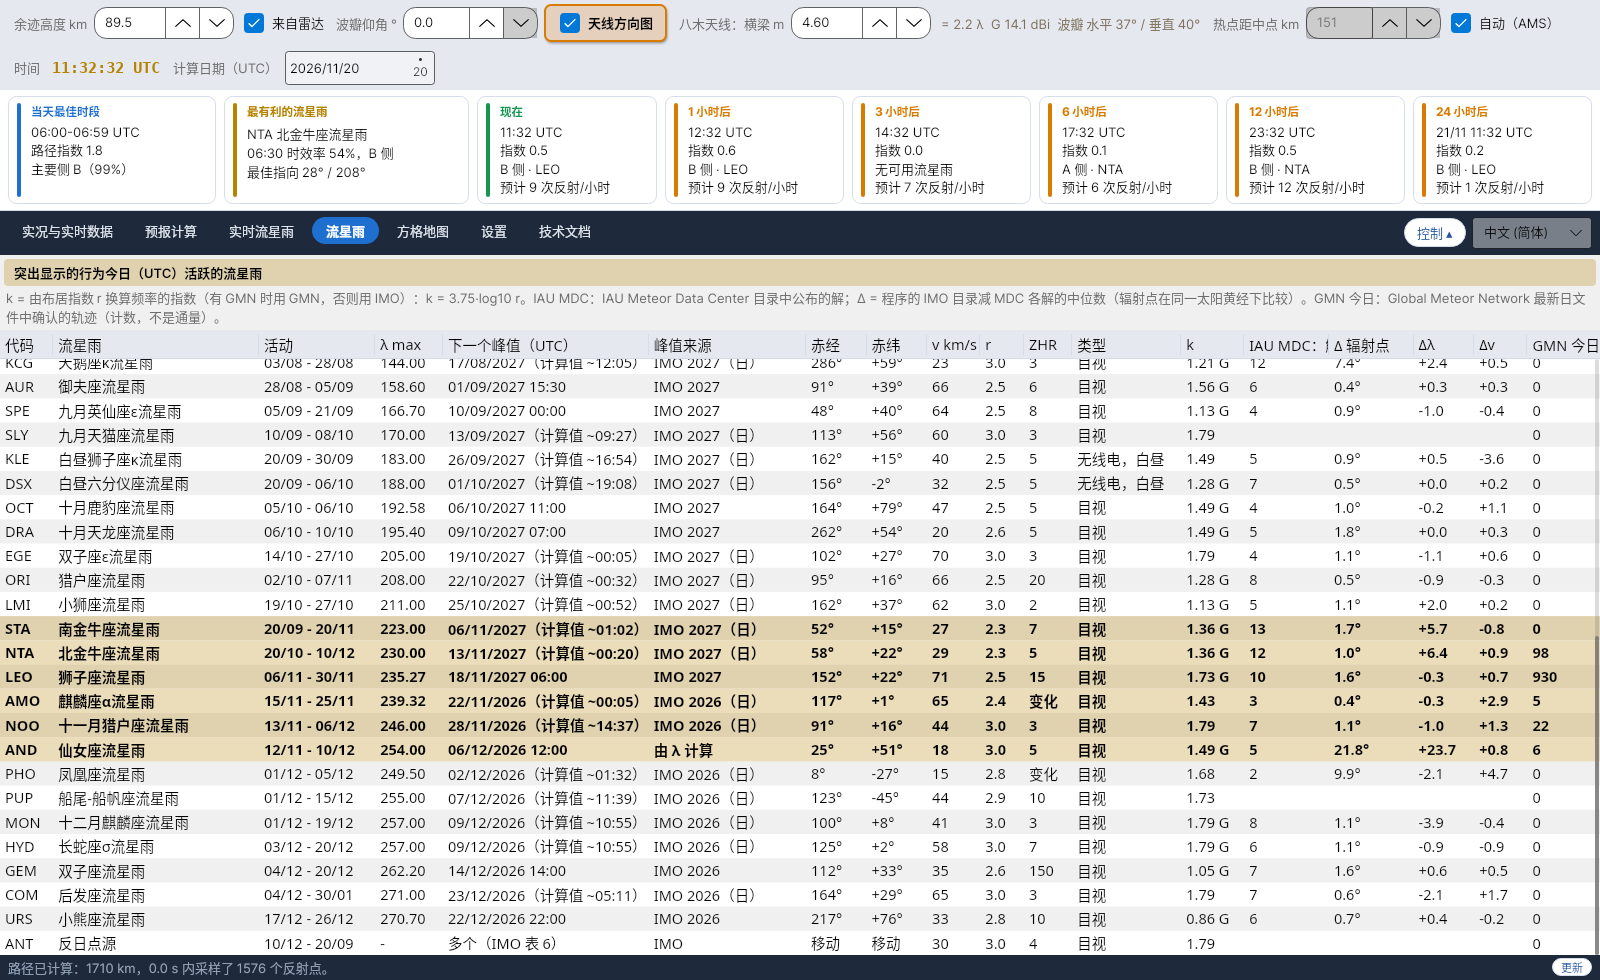 余迹高度 km 89.5 来自雷达 波瓣仰角 ° 0.0 天线方向图 八木天线：横梁 m 4.60 = 2.2 λ G 14.1 dBi 波瓣 水平 37° / 垂直 40° 热点距中点 km 151 自动（AMS）
时间 11:32:32 UTC 计算日期（UTC） 2026/11/20 20
当天最佳时段
06:00-06:59 UTC
路径指数 1.8
主要侧 B（99%）
最有利的流星雨
NTA 北金牛座流星雨
06:30 时效率 54%，B 侧
最佳指向 28° / 208°
现在
11:32 UTC
指数 0.5
B 侧 · LEO
预计 9 次反射/小时
1 小时后
12:32 UTC
指数 0.6
B 侧 · LEO
预计 9 次反射/小时
3 小时后
14:32 UTC
指数 0.0
无可用流星雨
预计 7 次反射/小时
6 小时后
17:32 UTC
指数 0.1
A 侧 · NTA
预计 6 次反射/小时
12 小时后
23:32 UTC
指数 0.5
B 侧 · NTA
预计 12 次反射/小时
24 小时后
21/11 11:32 UTC
指数 0.2
B 侧 · LEO
预计 1 次反射/小时
实况与实时数据 预报计算 实时流星雨 流星雨 方格地图 设置 技术文档 控制 ▴ 中文 (简体)
突出显示的行为今日（UTC）活跃的流星雨
k = 由布居指数 r 换算频率的指数（有 GMN 时用 GMN，否则用 IMO）：k = 3.75·log10 r。IAU MDC：IAU Meteor Data Center 目录中公布的解；Δ = 程序的 IMO 目录减 MDC 各解的中位数（辐射点在同一太阳黄经下比较）。GMN 今日：Global Meteor Network 最新日文
件中确认的轨迹（计数，不是通量）。
代码 流星雨 活动 λ max 下一个峰值（UTC） 峰值来源 赤经 赤纬 v km/s r ZHR 类型 k IAU MDC： Δ 辐射点 Δλ Δv GMN 今日
KCG 天鹅座κ流星雨 03/08 - 28/08 144.00 17/08/2027（计算值 ~12:05） IMO 2027（日） 286° +59° 23 3.0 3 目视 1.21 G 12 7.4° +2.4 +0.5 0
AUR 御夫座流星雨 28/08 - 05/09 158.60 01/09/2027 15:30 IMO 2027 91° +39° 66 2.5 6 目视 1.56 G 6 0.4° +0.3 +0.3 0
SPE 九月英仙座ε流星雨 05/09 - 21/09 166.70 10/09/2027 00:00 IMO 2027 48° +40° 64 2.5 8 目视 1.13 G 4 0.9° -1.0 -0.4 0
SLY 九月天猫座流星雨 10/09 - 08/10 170.00 13/09/2027（计算值 ~09:27） IMO 2027（日） 113° +56° 60 3.0 3 目视 1.79 0
KLE 白昼狮子座κ流星雨 20/09 - 30/09 183.00 26/09/2027（计算值 ~16:54） IMO 2027（日） 162° +15° 40 2.5 5 无线电，白昼 1.49 5 0.9° +0.5 -3.6 0
DSX 白昼六分仪座流星雨 20/09 - 06/10 188.00 01/10/2027（计算值 ~19:08） IMO 2027（日） 156° -2° 32 2.5 5 无线电，白昼 1.28 G 7 0.5° +0.0 +0.2 0
OCT 十月鹿豹座流星雨 05/10 - 06/10 192.58 06/10/2027 11:00 IMO 2027 164° +79° 47 2.5 5 目视 1.49 G 4 1.0° -0.2 +1.1 0
DRA 十月天龙座流星雨 06/10 - 10/10 195.40 09/10/2027 07:00 IMO 2027 262° +54° 20 2.6 5 目视 1.49 G 5 1.8° +0.0 +0.3 0
EGE 双子座ε流星雨 14/10 - 27/10 205.00 19/10/2027（计算值 ~00:05） IMO 2027（日） 102° +27° 70 3.0 3 目视 1.79 4 1.1° -1.1 +0.6 0
ORI 猎户座流星雨 02/10 - 07/11 208.00 22/10/2027（计算值 ~00:32） IMO 2027（日） 95° +16° 66 2.5 20 目视 1.28 G 8 0.5° -0.9 -0.3 0
LMI 小狮座流星雨 19/10 - 27/10 211.00 25/10/2027（计算值 ~00:52） IMO 2027（日） 162° +37° 62 3.0 2 目视 1.13 G 5 1.1° +2.0 +0.2 0
STA 南金牛座流星雨 20/09 - 20/11 223.00 06/11/2027（计算值 ~01:02） IMO 2027（日） 52° +15° 27 2.3 7 目视 1.36 G 13 1.7° +5.7 -0.8 0
NTA 北金牛座流星雨 20/10 - 10/12 230.00 13/11/2027（计算值 ~00:20） IMO 2027（日） 58° +22° 29 2.3 5 目视 1.36 G 12 1.0° +6.4 +0.9 98
LEO 狮子座流星雨 06/11 - 30/11 235.27 18/11/2027 06:00 IMO 2027 152° +22° 71 2.5 15 目视 1.73 G 10 1.6° -0.3 +0.7 930
AMO 麒麟座α流星雨 15/11 - 25/11 239.32 22/11/2026（计算值 ~00:05） IMO 2026（日） 117° +1° 65 2.4 变化 目视 1.43 3 0.4° -0.3 +2.9 5
NOO 十一月猎户座流星雨 13/11 - 06/12 246.00 28/11/2026（计算值 ~14:37） IMO 2026（日） 91° +16° 44 3.0 3 目视 1.79 7 1.1° -1.0 +1.3 22
AND 仙女座流星雨 12/11 - 10/12 254.00 06/12/2026 12:00 由 λ 计算 25° +51° 18 3.0 5 目视 1.49 G 5 21.8° +23.7 +0.8 6
PHO 凤凰座流星雨 01/12 - 05/12 249.50 02/12/2026（计算值 ~01:32） IMO 2026（日） 8° -27° 15 2.8 变化 目视 1.68 2 9.9° -2.1 +4.7 0
PUP 船尾-船帆座流星雨 01/12 - 15/12 255.00 07/12/2026（计算值 ~11:39） IMO 2026（日） 123° -45° 44 2.9 10 目视 1.73 0
MON 十二月麒麟座流星雨 01/12 - 19/12 257.00 09/12/2026（计算值 ~10:55） IMO 2026（日） 100° +8° 41 3.0 3 目视 1.79 G 8 1.1° -3.9 -0.4 0
HYD 长蛇座σ流星雨 03/12 - 20/12 257.00 09/12/2026（计算值 ~10:55） IMO 2026（日） 125° +2° 58 3.0 7 目视 1.79 G 6 1.1° -0.9 -0.9 0
GEM 双子座流星雨 04/12 - 20/12 262.20 14/12/2026 14:00 IMO 2026 112° +33° 35 2.6 150 目视 1.05 G 7 1.6° +0.6 +0.5 0
COM 后发座流星雨 04/12 - 30/01 271.00 23/12/2026（计算值 ~05:11） IMO 2026（日） 164° +29° 65 3.0 3 目视 1.79 7 0.6° -2.1 +1.7 0
URS 小熊座流星雨 17/12 - 26/12 270.70 22/12/2026 22:00 IMO 2026 217° +76° 33 2.8 10 目视 0.86 G 6 0.7° +0.4 -0.2 0
ANT 反日点源 10/12 - 20/09 - 多个（IMO 表 6） IMO 移动 移动 30 3.0 4 目视 1.79 0
路径已计算：1710 km，0.0 s 内采样了 1576 个反射点。 更新